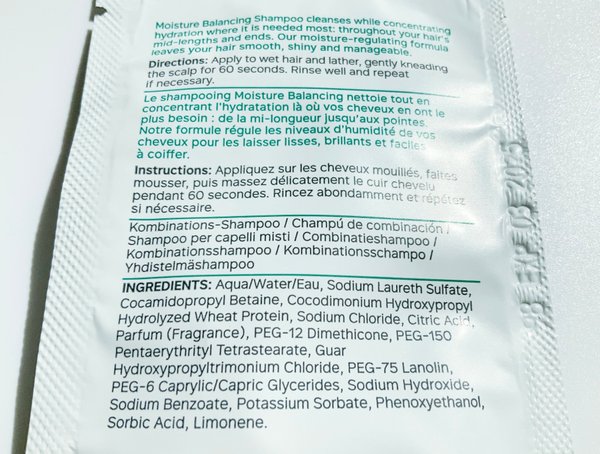 Moisture Balancing Shampoo cleanses while concentrating
hydration where it is needed most: throughout your hair's
mid-lengths and ends. Our moisture-regulating formula
leaves your hair smooth, shiny and manageable.
Directions: Apply to wet hair and lather, gently kneading
the scalp for 60 seconds. Rinse well and repeat
if necessary.
Le shampooing Moisture Balancing nettoie tout en
concentrant l'hydratation là où vos cheveux en ont le
plus besoin : de la mi-longueur jusqu'aux pointes.
Notre formule régule les niveaux d'humidité de vos
cheveux pour les laisser lisses, brillants et faciles
à coiffer.
Instructions: Appliquez sur les cheveux mouillés, faites
mousser, puis massez délicatement le cuir chevelu
pendant 60 secondes. Rincez abondamment et répétez
si nécessaire.
Kombinations-Shampoo / Champú de combinación /
Shampoo per capelli misti / Combinatieshampoo /
Kombinationsshampoo / Kombinationsschampo /
Yhdistelmäshampoo
INGREDIENTS: Aqua/Water/Eau, Sodium Laureth Sulfate,
Cocamidopropyl Betaine, Cocodimonium Hydroxypropyl
Hydrolyzed Wheat Protein, Sodium Chloride, Citric Acid,
Parfum (Fragrance), PEG-12 Dimethicone, PEG-150
Pentaerythrityl Tetrastearate, Guar
Hydroxypropyltrimonium Chloride, PEG-75 Lanolin,
PEG-6 Caprylic/Capric Glycerides, Sodium Hydroxide,
Sodium Benzoate, Potassium Sorbate, Phenoxyethanol,
Sorbic Acid, Limonene.